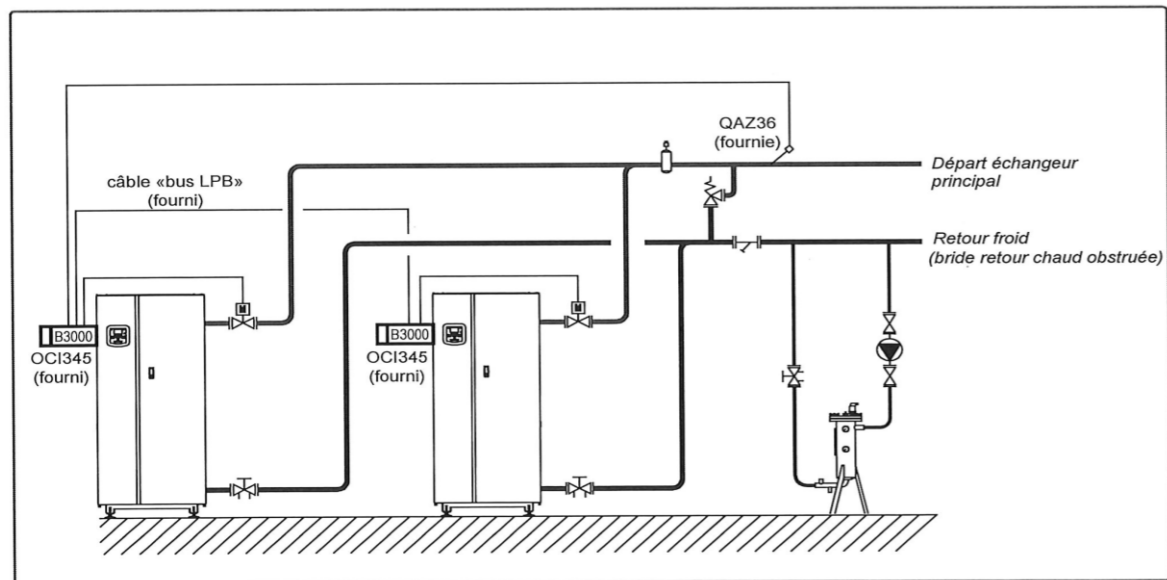 QAZ36
(fournie)
Départ échangeur
principal
câble «bus LPB»
(fourni)
Retour froid
(bride retour chaud obstruée)
M
M
B3000
OCI345
(fourni)
B3000
OCI345
(fourni)